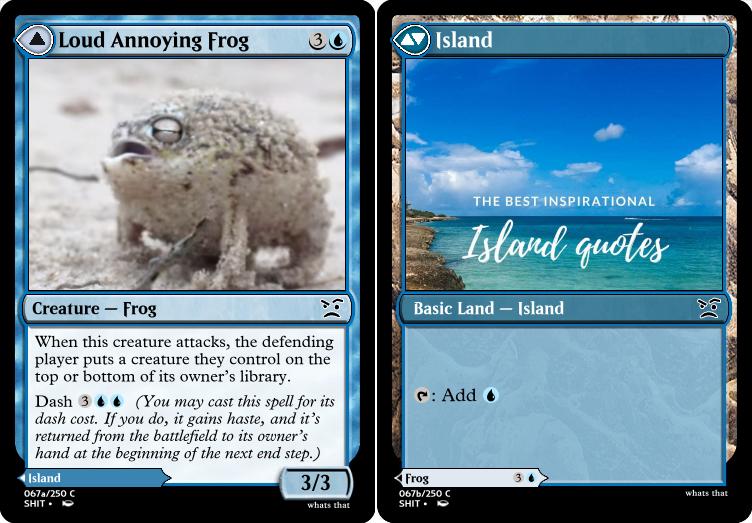 Loud Annoying Frog 3
Creature — Frog
When this creature attacks, the defending
player puts a creature they control on the
top or bottom of its owner's library.
Dash 3 (You may cast this spell for its
dash cost. If you do, it gains haste, and it's
returned from the battlefield to its owner's
hand at the beginning of the next end step.)
Island
3/3
067a/250 C
SHIT •
whats that
Island
THE BEST INSPIRATIONAL
Island quotes
Basic Land — Island
: Add
Frog 3
067b/250 C
SHIT •
whats that